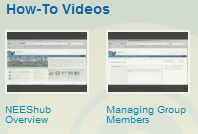 How-To Videos
NEEShub
Overview
Managing Group
Members